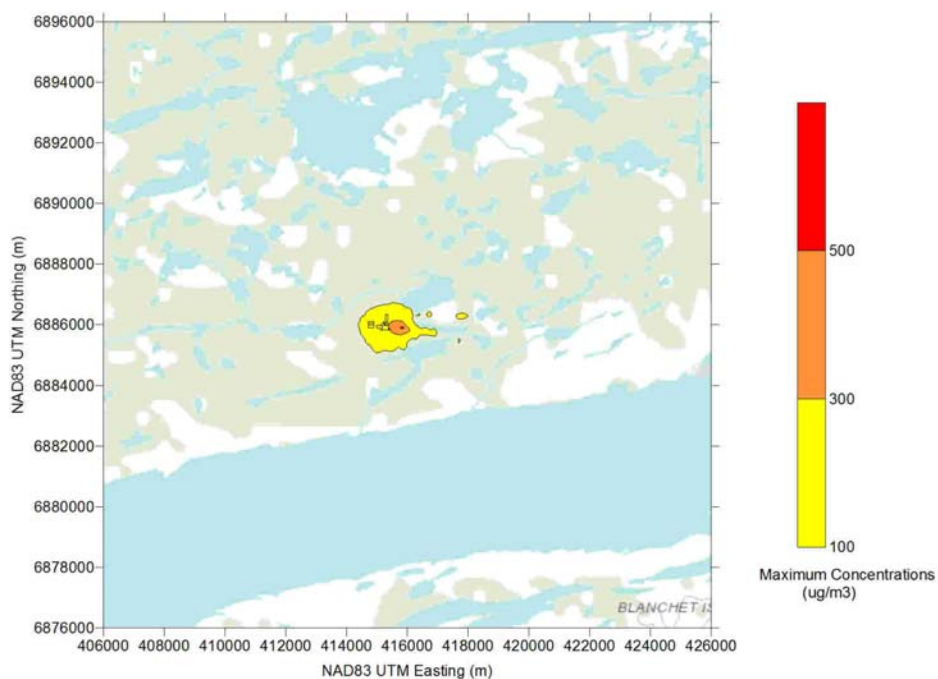 6896000
6894000
6892000
6890000
6888000
6886000
6884000
6882000
6880000
6878000
6876000
NAD83 UTM Northing (m)
406000 408000 410000 412000 414000 416000 418000 420000 422000 424000 426000
NAD83 UTM Easting (m)
BLANCHET IS
500
300
100
Maximum Concentrations
(ug/m3)